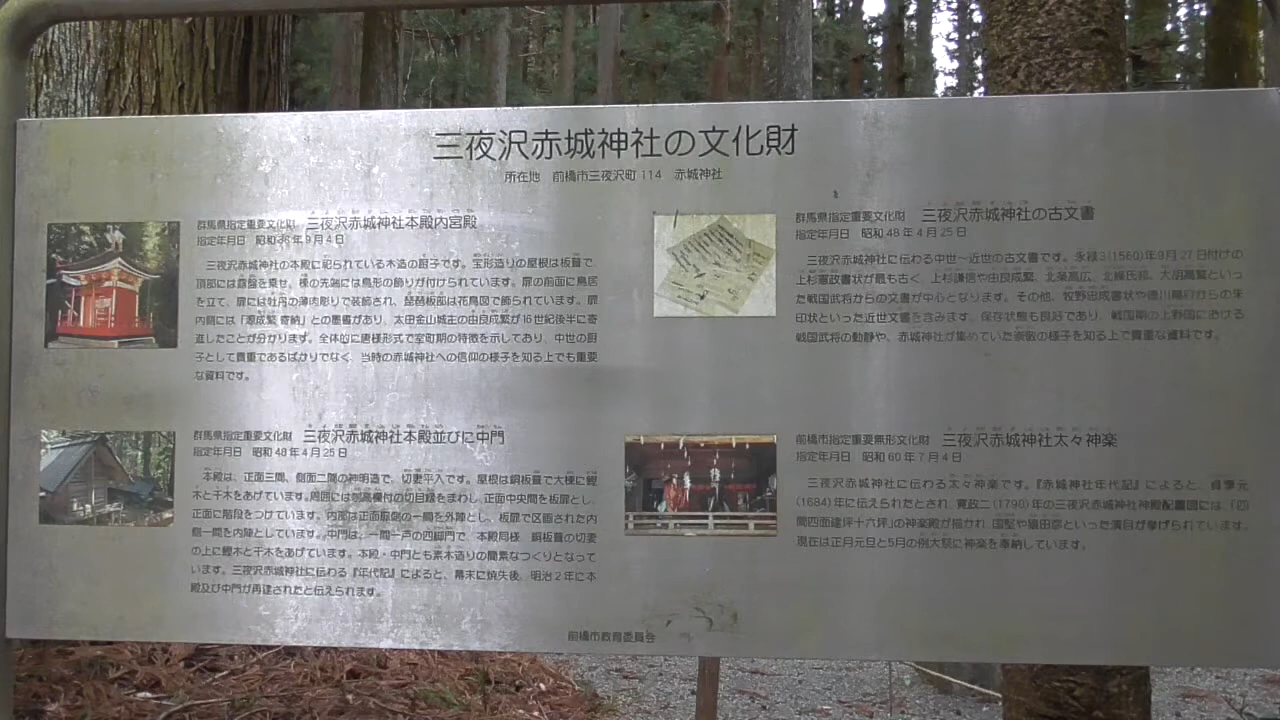 三夜沢赤城神社の文化財
所在地 前橋市三夜沢町 114 赤城神社
群馬県指定重要文化財 三夜沢赤城神社本殿内宮殿
指定年月日 昭和 年9月4日
三夜沢赤城神社の本殿に祀られている木造の厨子です。宝形造りの屋根は板葺で、
頂部には露盤を乗せ、棟の先端には鳥形の飾りが付けられています。扉の前面に鳥居
を立て、扉には牡丹の薄肉彫りで装飾され、琵琶板部は花鳥図で飾られています。扉
内側には「源成繁 寄納」との墨書があり、太田金山城主の由良成繁が16世紀後半に寄
進したことが分かります。全体的に唐様形式で室町期の特徴を示しており、中世の厨
子として貴重であるばかりでなく、当時の赤城神社への信仰の様子を知る上でも重要
な資料です。
群馬県指定重要文化財 三夜沢赤城神社本殿並びに中門
指定年月日 昭和48年4月25日
本殿は、正面三間、側面二間の神明造で、切妻平入です。屋根は銅板葺で大棟に鰹
木と千木をあげています。周囲には刎高欄付の切目縁をまわし、正面中央間を板扉とし、
正面に階段をつけています。内部は正面扉側の一間を外陣とし、板扉で区画された内
側一間を内陣としています。中門は、一間一戸の四脚門で、本殿同様、銅板葺の切妻
の上に鰹木と千木をあげています。本殿・中門とも素木造りの簡素なつくりとなって
います。三夜沢赤城神社に伝わる『年代記』によると、幕末に焼失後、明治2年に本
殿及び中門が再建されたと伝えられます。
群馬県指定重要文化財 三夜沢赤城神社の古文書
指定年月日 昭和48年4月25日
三夜沢赤城神社に伝わる中世〜近世の古文書です。永禄3(1560)年9月27日付けの
上杉憲政書状が最も古く、上杉謙信や由良成繁、北条高広、北條氏 、大胡高繁といっ
た戦国武将からの文書が中心となります。その他、牧野忠成書状や徳川幕府からの朱
印状といった近世文書を含みます。保存状態も良好であり、戦国期の上野国における
戦国武将の動静や、赤城神社が集めていた崇敬の様子を知る上で貴重な資料です。
前橋市指定重要無形文化財 三夜沢赤城神社太々神楽
指定年月日 昭和60年7月4日
三夜沢赤城神社に伝わる太々神楽です。『赤城神社年代記』によると、貞享元
(1684)年に伝えられたとされ、寛政二(1790)年の三夜沢赤城神社神殿配置図には、「四
間四面建坪十六坪」の神楽殿が描かれ、国堅や猿田彦といった演目が挙げられています。
現在は正月元旦と5月の例大祭に神楽を奉納しています。
前橋市教育委員会